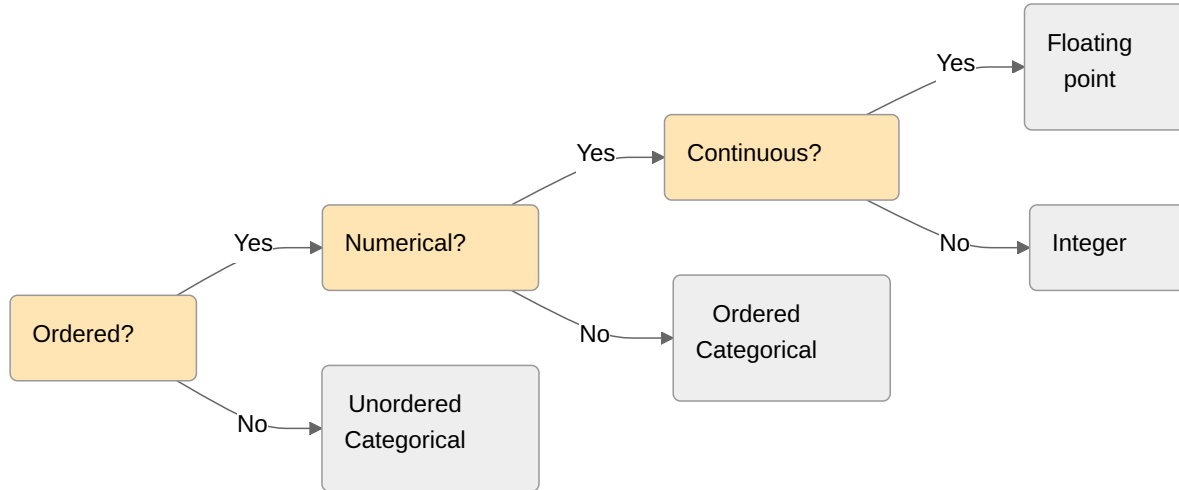 Floating
point
Yes
Continuous?
Yes
No
Integer
Numerical?
Yes
No
Ordered
Categorical
Ordered?
No
Unordered
Categorical